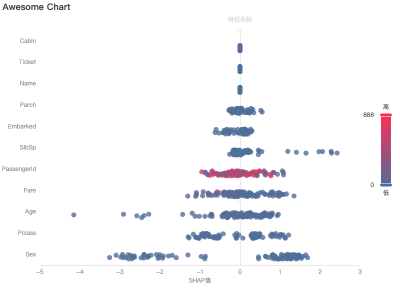 Awesome Chart
特征名称
Cabin
Ticket
Name
Parch
Embarked
SibSp
PassengerId
Fare
Age
Pclass
Sex
高
888
0
低
−5 −4 −3 −2 −1 0 1 2 3
SHAP值